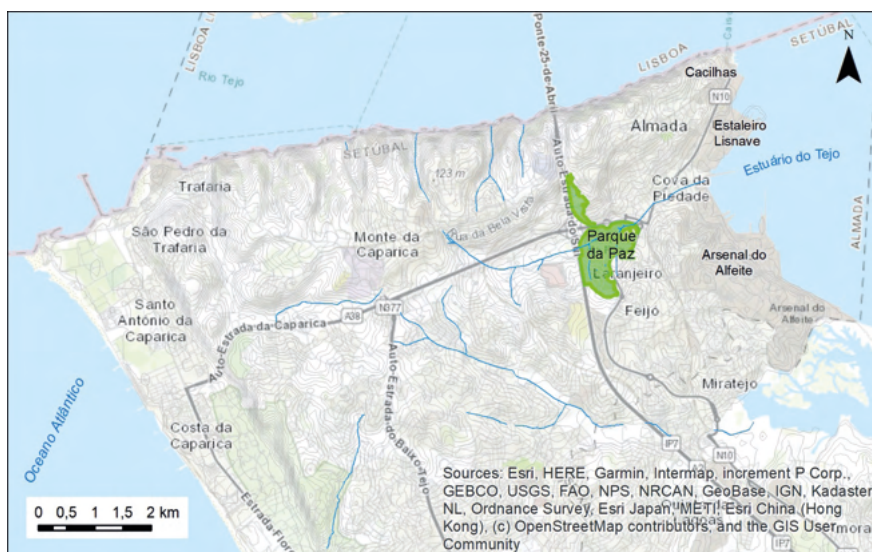 LISBOA
SETÚBAL
Rio Tejo
Ponte-25-de-Abril
LISBOA
SETÚBAL
N
Cacilhas
N10
Almada
Estaleiro
Lisnave
Estuário do Tejo
SETÚBAL
123 m
Trafaria
Cova da
Piedade
ALMADA
Auto-Estrada do Sul
Rua da Bela Vista
São Pedro da
Trafaria
Monte da
Caparica
Parque
da Paz
Laranjeiro
Arsenal do
Alfeite
Santo
António da
Caparica
N377
A38
Auto-Estrada-da-Caparica
Feijó
Arsenal do
Alfeite
Auto-Estrada do Baixo-Tejo
Miratejo
Oceano Atlântico
Costa da
Caparica
IP7
N10
Estrada Flor
Sources: Esri, HERE, Garmin, Intermap, increment P Corp.,
GEBCO, USGS, FAO, NPS, NRCAN, GeoBase, IGN, Kadaster
NL, Ordnance Survey, Esri Japan, METI, Esri China (Hong
Kong), (c) OpenStreetMap contributors, and the GIS User
Community
IP7
0 0,5 1 2 km